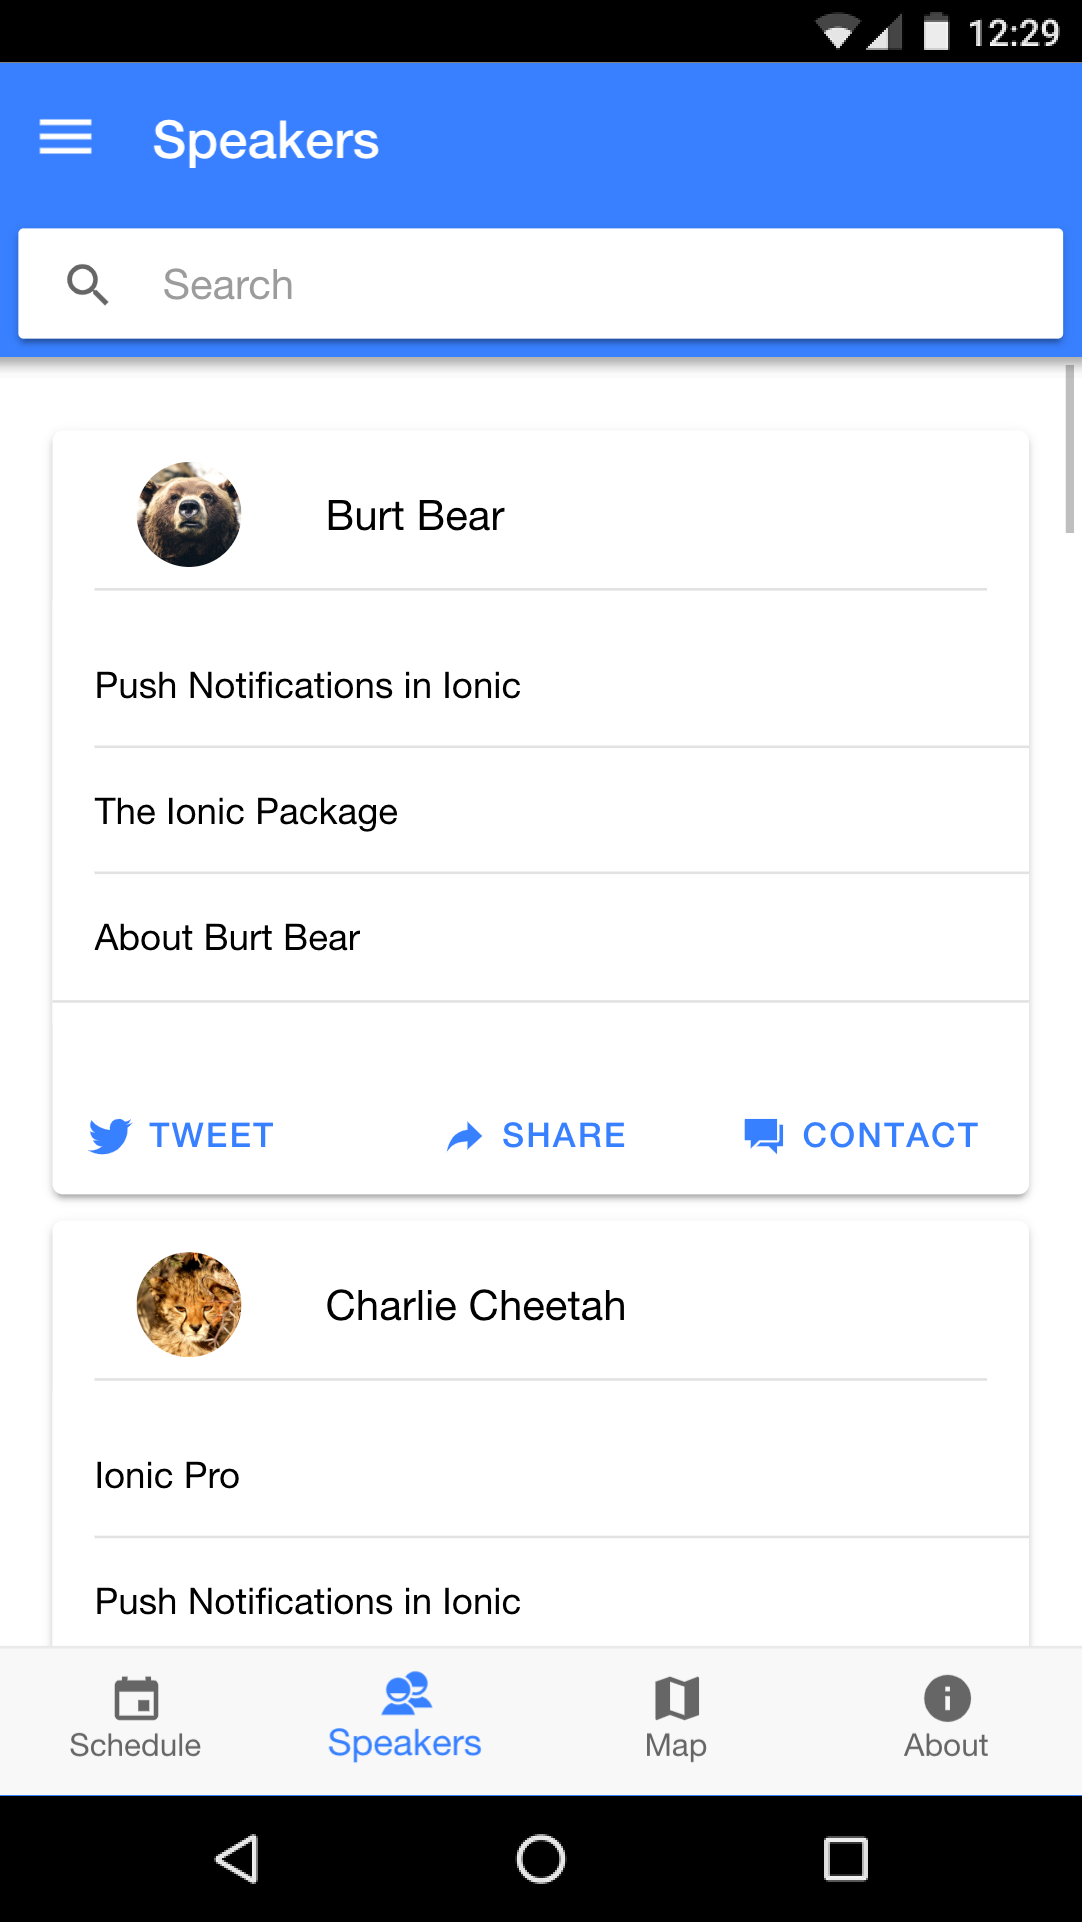 12:29
Speakers
Search
Burt Bear
Push Notifications in Ionic
The Ionic Package
About Burt Bear
TWEET SHARE CONTACT
Charlie Cheetah
Ionic Pro
Push Notifications in Ionic
Schedule Speakers Map About